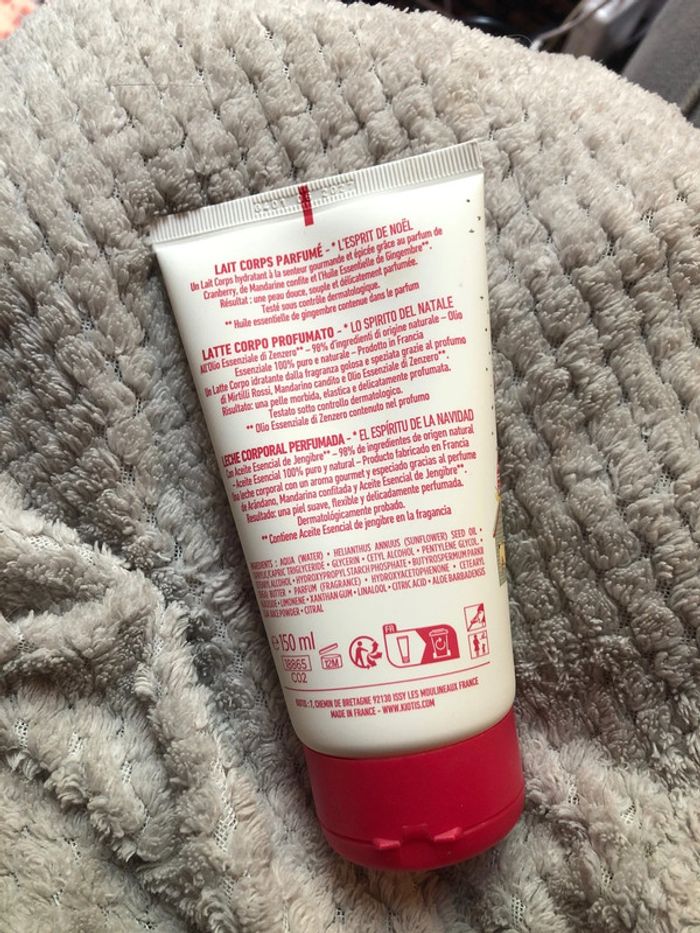 LAIT CORPS PARFUMÉ - * L'ESPRIT DE NOËL
Un Lait Corps hydratant à la senteur gourmande et épicée grâce au parfum de
Cranberry, de Mandarine confite et l'Huile Essentielle de Gingembre**.
Résultat : une peau douce, souple et délicatement parfumée.
Testé sous contrôle dermatologique.
** Huile essentielle de gingembre contenue dans le parfum
LATTE CORPO PROFUMATO - * LO SPIRITO DEL NATALE
All'Olio Essenziale di Zenzero** – 98% d'ingredienti di origine naturale – Olio
Essenziale 100% puro e naturale – Prodotto in Francia
Un Latte Corpo idratante dalla fragranza golosa e speziata grazie al profumo
di Mirtilli Rossi, Mandarino candito e Olio Essenziale di Zenzero**.
Risultato: una pelle morbida, elastica e delicatamente profumata.
Testato sotto controllo dermatologico.
** Olio Essenziale di Zenzero contenuto nel profumo
LECHE CORPORAL PERFUMADA - * EL ESPÍRITU DE LA NAVIDAD
Con Aceite Esencial de Jengibre** – 98% de ingredientes de origen natural
- Aceite Esencial 100% puro y natural – Producto fabricado en Francia
Una leche corporal con un aroma gourmet y especiado gracias al perfume
de Arándano, Mandarina confitada y Aceite Esencial de Jengibre**.
Resultado: una piel suave, flexible y delicadamente perfumada.
Dermatológicamente probado.
** Contiene Aceite Esencial de jengibre en la fragancia
INGREDIENTS : AQUA (WATER) • HELIANTHUS ANNUUS (SUNFLOWER) SEED OIL •
CAPRYLIC/CAPRIC TRIGLYCERIDE • GLYCERIN • CETYL ALCOHOL • PENTYLENE GLYCOL •
ALCOHOL • HYDROXYPROPYL STARCH PHOSPHATE • BUTYROSPERMUM PARKII
BUTTER • PARFUM (FRAGRANCE) • HYDROXYACETOPHENONE • CETEARYL
• LIMONENE • XANTHAN GUM • LINALOOL • CITRIC ACID • ALOE BARBADENSIS
LEAF JUICE POWDER • CITRAL
e 150 ml
18865
CO2
12M
FR
KIOTIS : 7, CHEMIN DE BRETAGNE 92130 ISSY LES MOULINEAUX FRANCE
MADE IN FRANCE - WWW.KIOTIS.COM